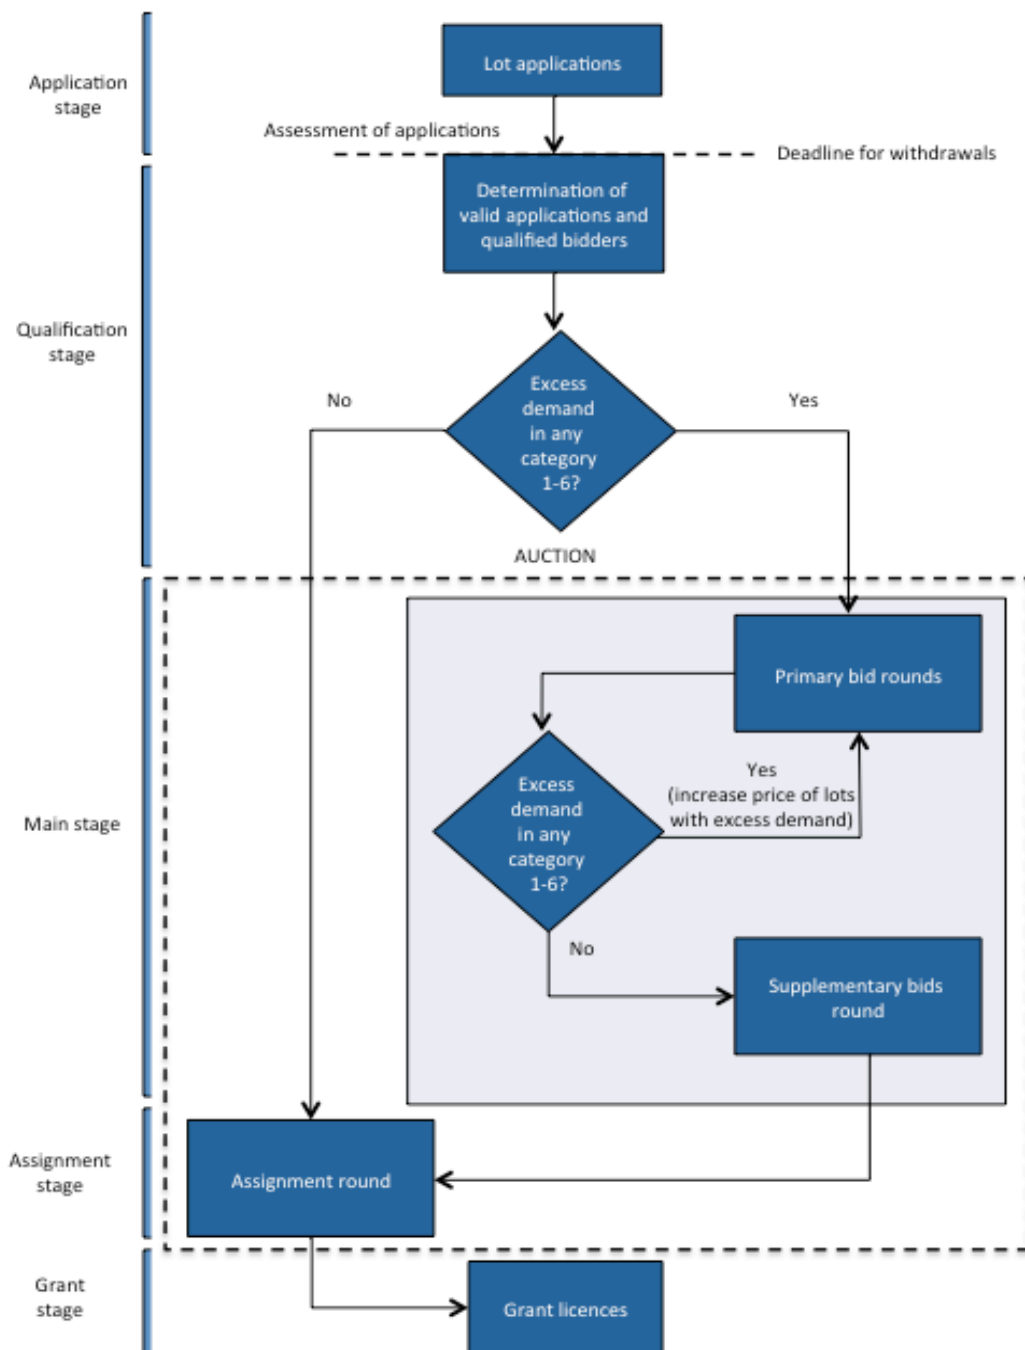 Application
stage
Lot applications
Assessment of applications
Deadline for withdrawals
Determination of
valid applications and
qualified bidders
Qualification
stage
Excess
demand
in any
category
1-6?
No
Yes
AUCTION
Main stage
Primary bid rounds
Excess
demand
in any
category
1-6?
Yes
(increase price of lots
with excess demand)
No
Supplementary bids
round
Assignment
stage
Assignment round
Grant
stage
Grant licences